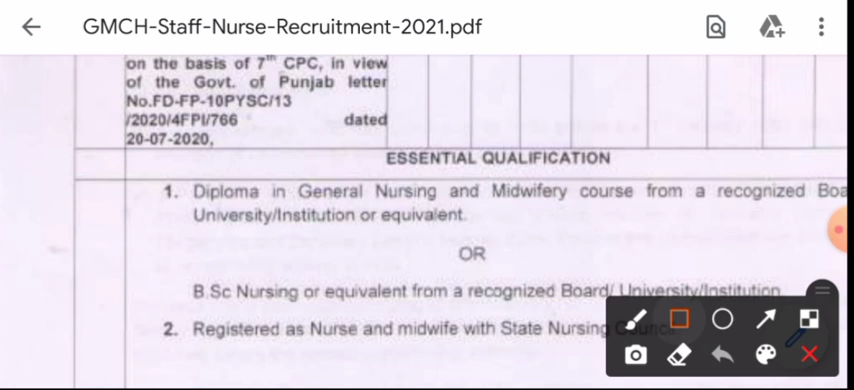 GMCH-Staff-Nurse-Recruitment-2021.pdf
on the basis of 7th CPC, in view
of the Govt. of Punjab letter
No.FD-FP-10PYSC/13
/2020/4FPI/766 dated
20-07-2020,
ESSENTIAL QUALIFICATION
1. Diploma in General Nursing and Midwifery course from a recognized Boa
University/Institution or equivalent.
OR
B.Sc Nursing or equivalent from a recognized Board/ University/Institution
2. Registered as Nurse and midwife with State Nursing Council